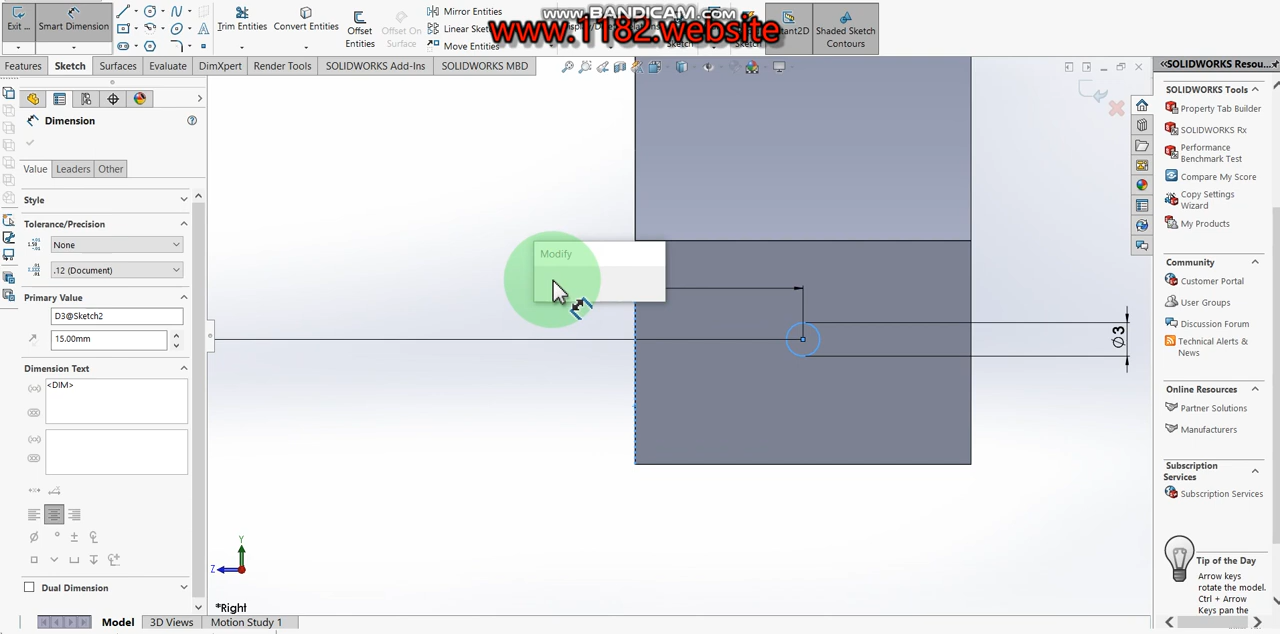 www.BANDICAM.com
www.1182.website
Exit ...
Smart Dimension
Trim Entities
Convert Entities
Offset Entities
Offset On Surface
Mirror Entities
Linear Sketch
Move Entities
Instant2D
Shaded Sketch Contours
Features
Sketch
Surfaces
Evaluate
DimXpert
Render Tools
SOLIDWORKS Add-Ins
SOLIDWORKS MBD
Dimension
Value
Leaders
Other
Style
Tolerance/Precision
None
.12 (Document)
Primary Value
D3@Sketch2
15.00mm
Dimension Text
<DIM>
Dual Dimension
Modify
⌀3
Y
Z
*Right
Model
3D Views
Motion Study 1
SOLIDWORKS Resou...
SOLIDWORKS Tools
Property Tab Builder
SOLIDWORKS Rx
Performance
Benchmark Test
Compare My Score
Copy Settings
Wizard
My Products
Community
Customer Portal
User Groups
Discussion Forum
Technical Alerts &
News
Online Resources
Partner Solutions
Manufacturers
Subscription
Services
Subscription Services
Tip of the Day
Arrow keys
rotate the model.
Ctrl + Arrow
Keys pan the